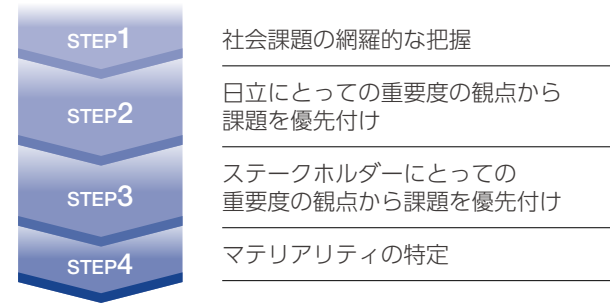 STEP1
社会課題の網羅的な把握
STEP2
日立にとっての重要度の観点から
課題を優先付け
STEP3
ステークホルダーにとっての
重要度の観点から課題を優先付け
STEP4
マテリアリティの特定